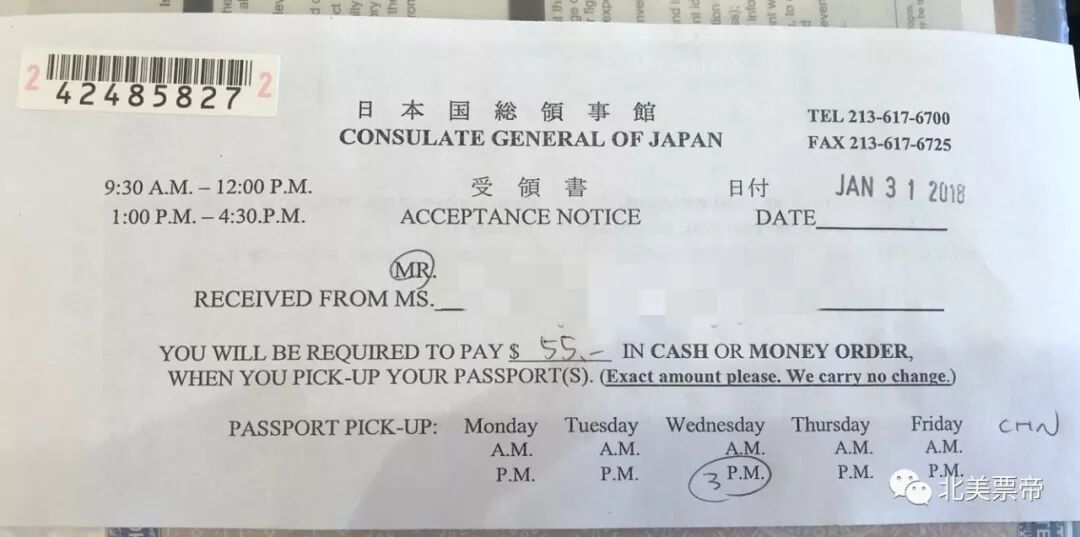 2 42485827 2
日本国総領事館
CONSULATE GENERAL OF JAPAN
TEL 213-617-6700
FAX 213-617-6725
9:30 A.M. – 12:00 P.M.
1:00 P.M. – 4:30.P.M.
受領書
ACCEPTANCE NOTICE
日付 JAN 31 2018
DATE
MR.
RECEIVED FROM MS.
YOU WILL BE REQUIRED TO PAY $ 55.- IN CASH OR MONEY ORDER,
WHEN YOU PICK-UP YOUR PASSPORT(S). (Exact amount please. We carry no change.)
PASSPORT PICK-UP: Monday Tuesday Wednesday Thursday Friday CHN
A.M. A.M. A.M. A.M. A.M.
P.M. P.M. 3 P.M. P.M. P.M.
北美票帝